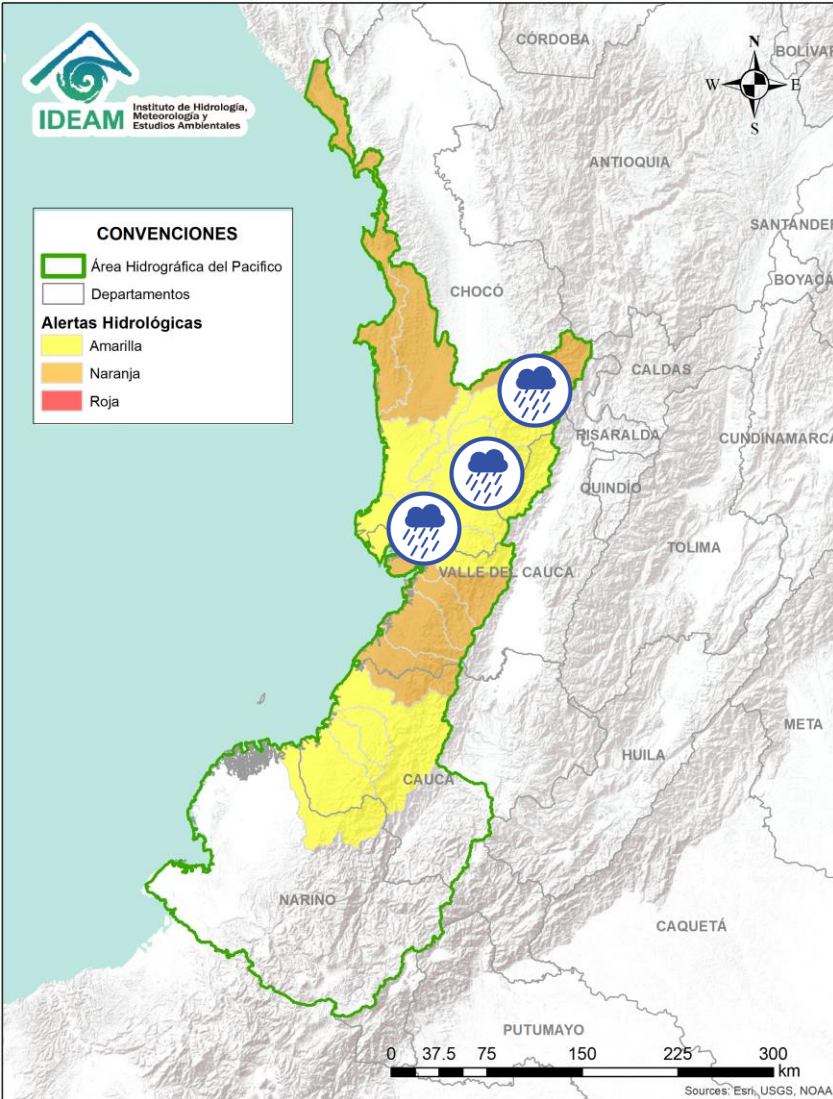 IDEAM
Instituto de Hidrología,
Meteorología y
Estudios Ambientales
CONVENCIONES
Área Hidrográfica del Pacifico
Departamentos
Alertas Hidrológicas
Amarilla
Naranja
Roja
N
W
E
S
CÓRDOBA
BOLÍVAR
ANTIOQUIA
SANTANDER
BOYACÁ
CHOCÓ
CALDAS
RISARALDA
CUNDINAMARCA
QUINDÍO
TOLIMA
VALLE DEL CAUCA
META
HUILA
CAUCA
NARIÑO
CAQUETÁ
PUTUMAYO
0 37.5 75 150 225 300
km
Sources: Esri, USGS, NOAA